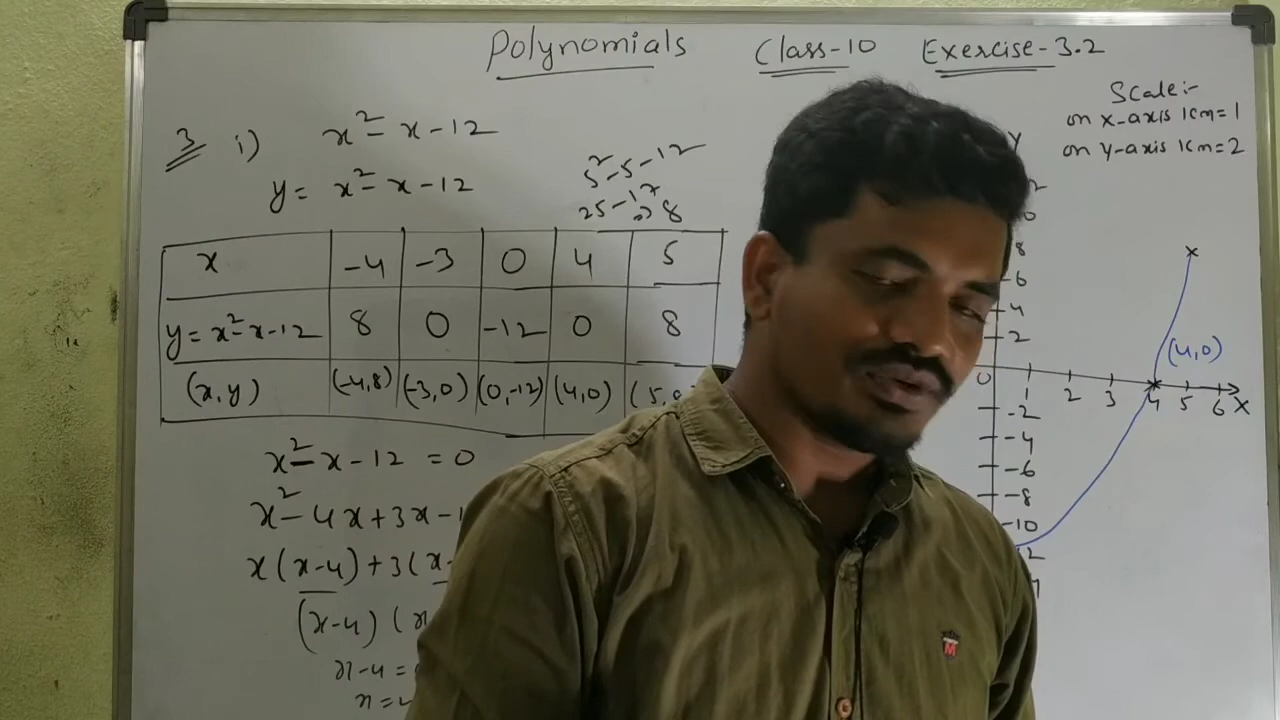 Polynomials Class-10 Exercise-3.2
Scale:-
on x-axis 1cm=1
on y-axis 1cm=2
3 i) x²-x-12
y = x²-x-12
5²-5-12
25-17
⇒ 8
x -4 -3 0 4 5
y=x²-x-12 8 0 -12 0 8
(x,y) (-4,8) (-3,0) (0,-12) (4,0) (5,
x²-x-12 =0
x²-4x+3x-1
x(x-4)+3(x-
(x-4)(x
x-4=
x=4
Y
8
6
4
2
(4,0)
0 1 2 3 4 5 6 X
-2
-4
-6
-8
-10
12
M